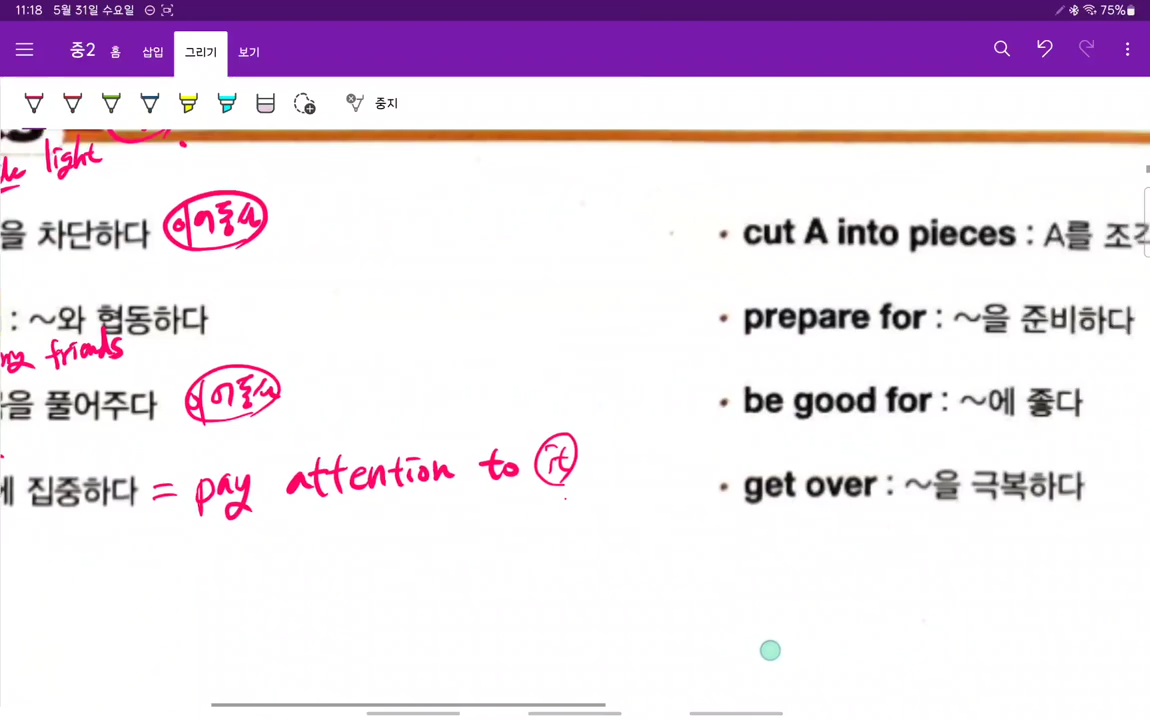 11:18 5월 31일 수요일 75%
중2 홈 삽입 그리기 보기
중지
light
을 차단하다 이어동사
cut A into pieces : A를 조각
: ~와 협동하다
prepare for : ~을 준비하다
friends
을 풀어주다 이어동사
be good for : ~에 좋다
에 집중하다 = pay attention to it
get over : ~을 극복하다